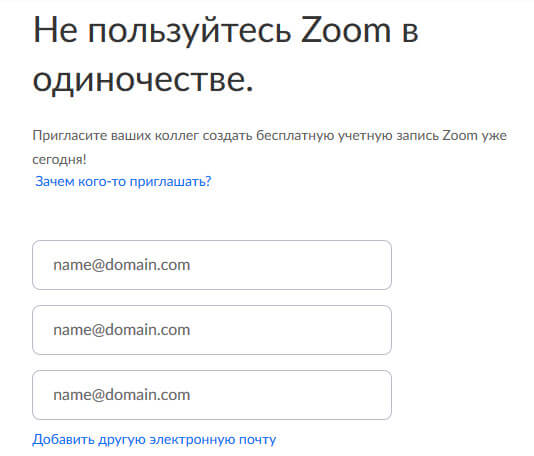 Не пользуйтесь Zoom в
одиночестве.
Пригласите ваших коллег создать бесплатную учетную запись Zoom уже
сегодня!
Зачем кого-то приглашать?
name@domain.com
name@domain.com
name@domain.com
Добавить другую электронную почту